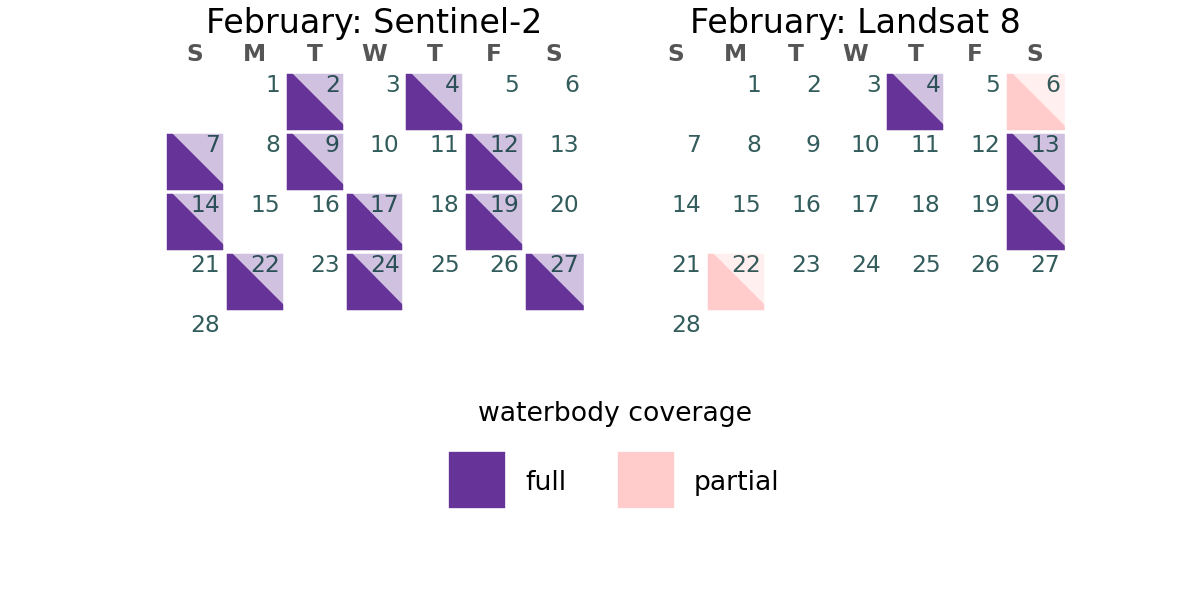 February: Sentinel-2
S M T W T F S
1 2 3 4 5 6
7 8 9 10 11 12 13
14 15 16 17 18 19 20
21 22 23 24 25 26 27
28
February: Landsat 8
S M T W T F S
1 2 3 4 5 6
7 8 9 10 11 12 13
14 15 16 17 18 19 20
21 22 23 24 25 26 27
28
waterbody coverage
full partial